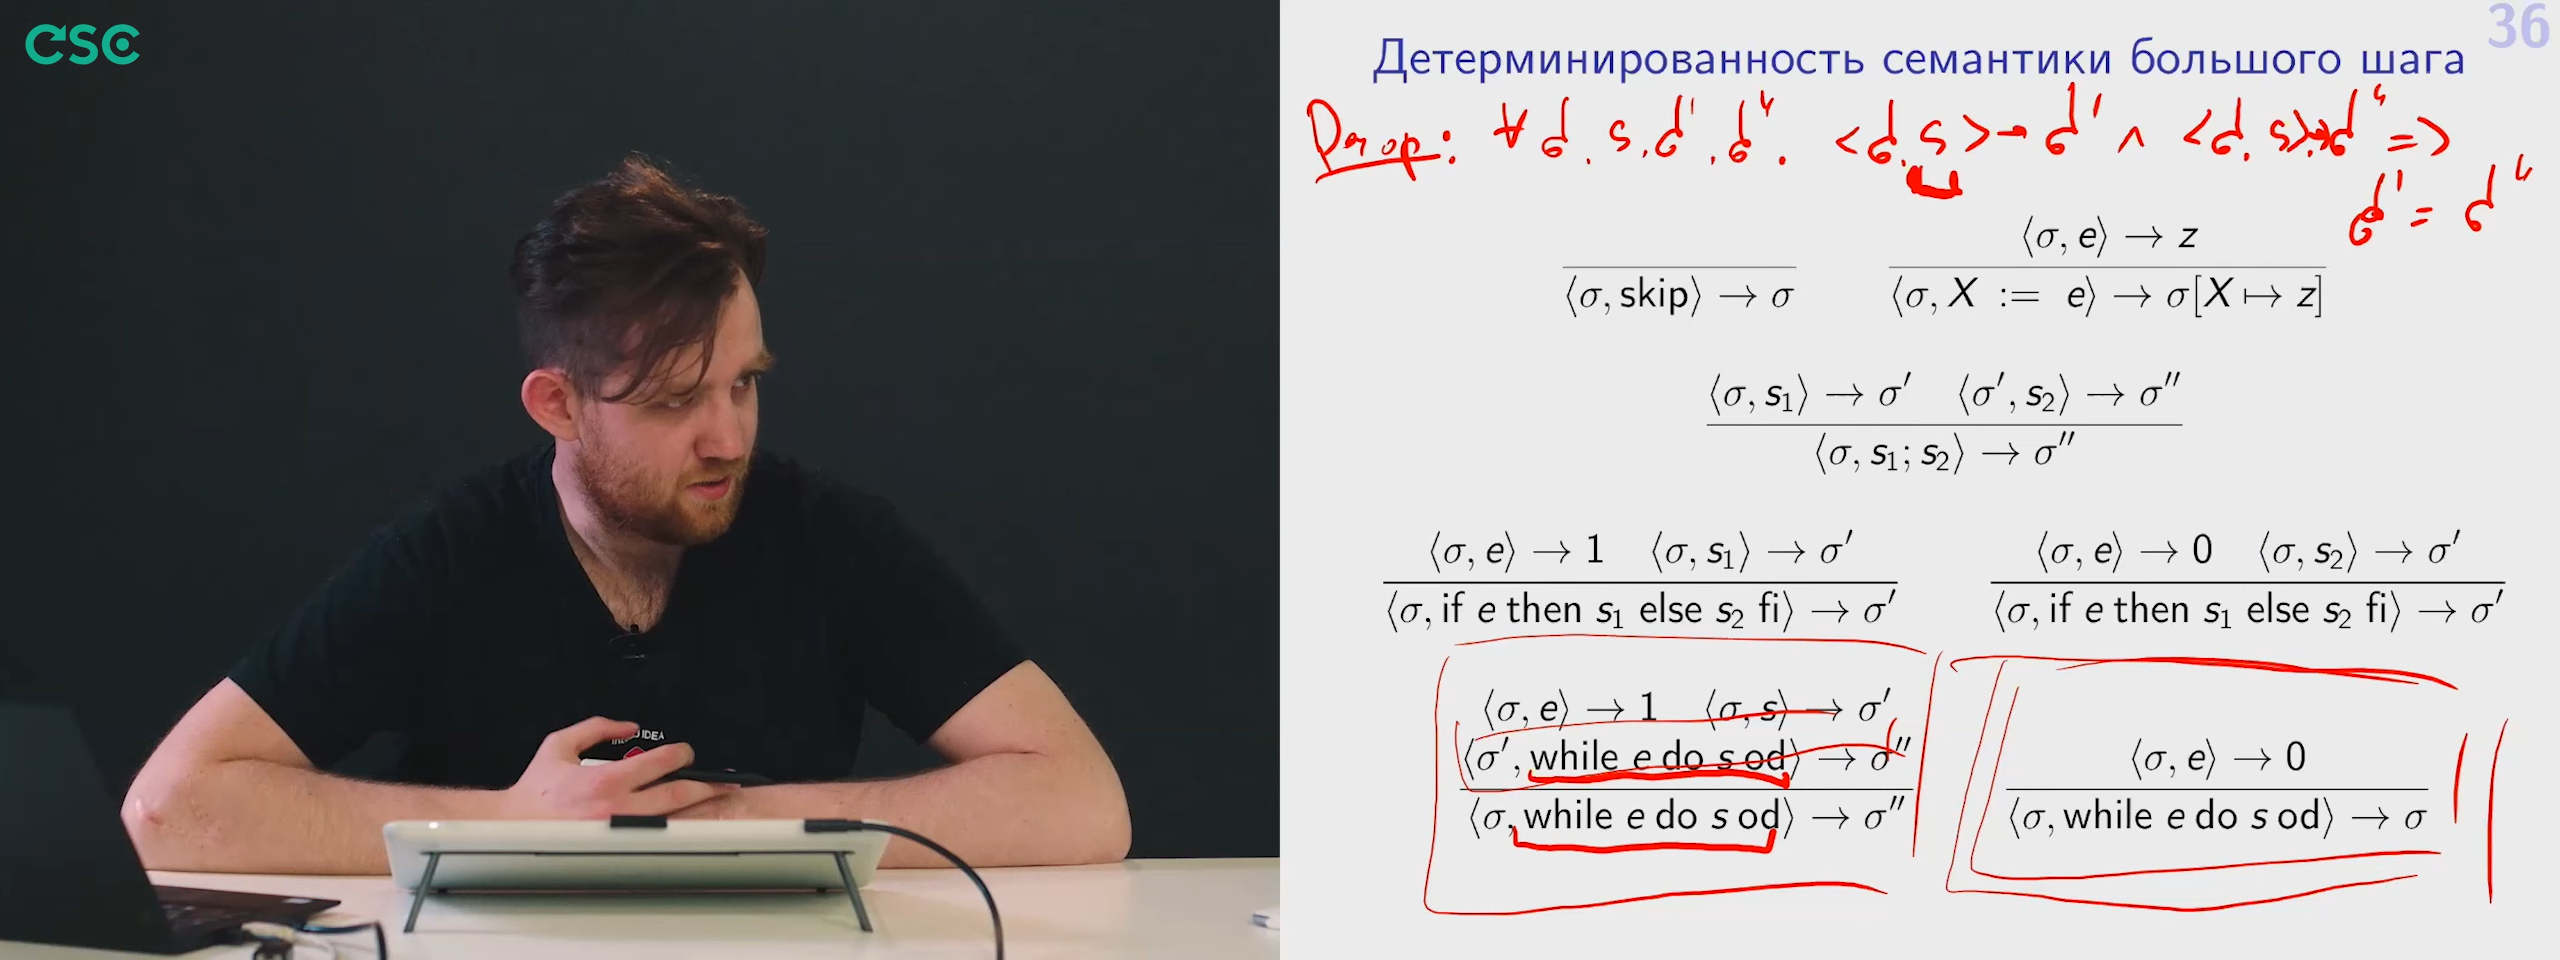 CSC
36
Детерминированность семантики большого шага
Prop: ∀ σ, s, σ', σ''. <σ, s> → σ' ∧ <σ, s> → σ'' =>
σ' = σ''
⟨σ, e⟩ → z
⟨σ, skip⟩ → σ ⟨σ, X := e⟩ → σ[X ↦ z]
⟨σ, s₁⟩ → σ′ ⟨σ′, s₂⟩ → σ′′
⟨σ, s₁; s₂⟩ → σ′′
⟨σ, e⟩ → 1 ⟨σ, s₁⟩ → σ′ ⟨σ, e⟩ → 0 ⟨σ, s₂⟩ → σ′
⟨σ, if e then s₁ else s₂ fi⟩ → σ′ ⟨σ, if e then s₁ else s₂ fi⟩ → σ′
⟨σ, e⟩ → 1 ⟨σ, s⟩ → σ′
⟨σ′, while e do s od⟩ → σ′′ ⟨σ, e⟩ → 0
⟨σ, while e do s od⟩ → σ′′ ⟨σ, while e do s od⟩ → σ
IDEA